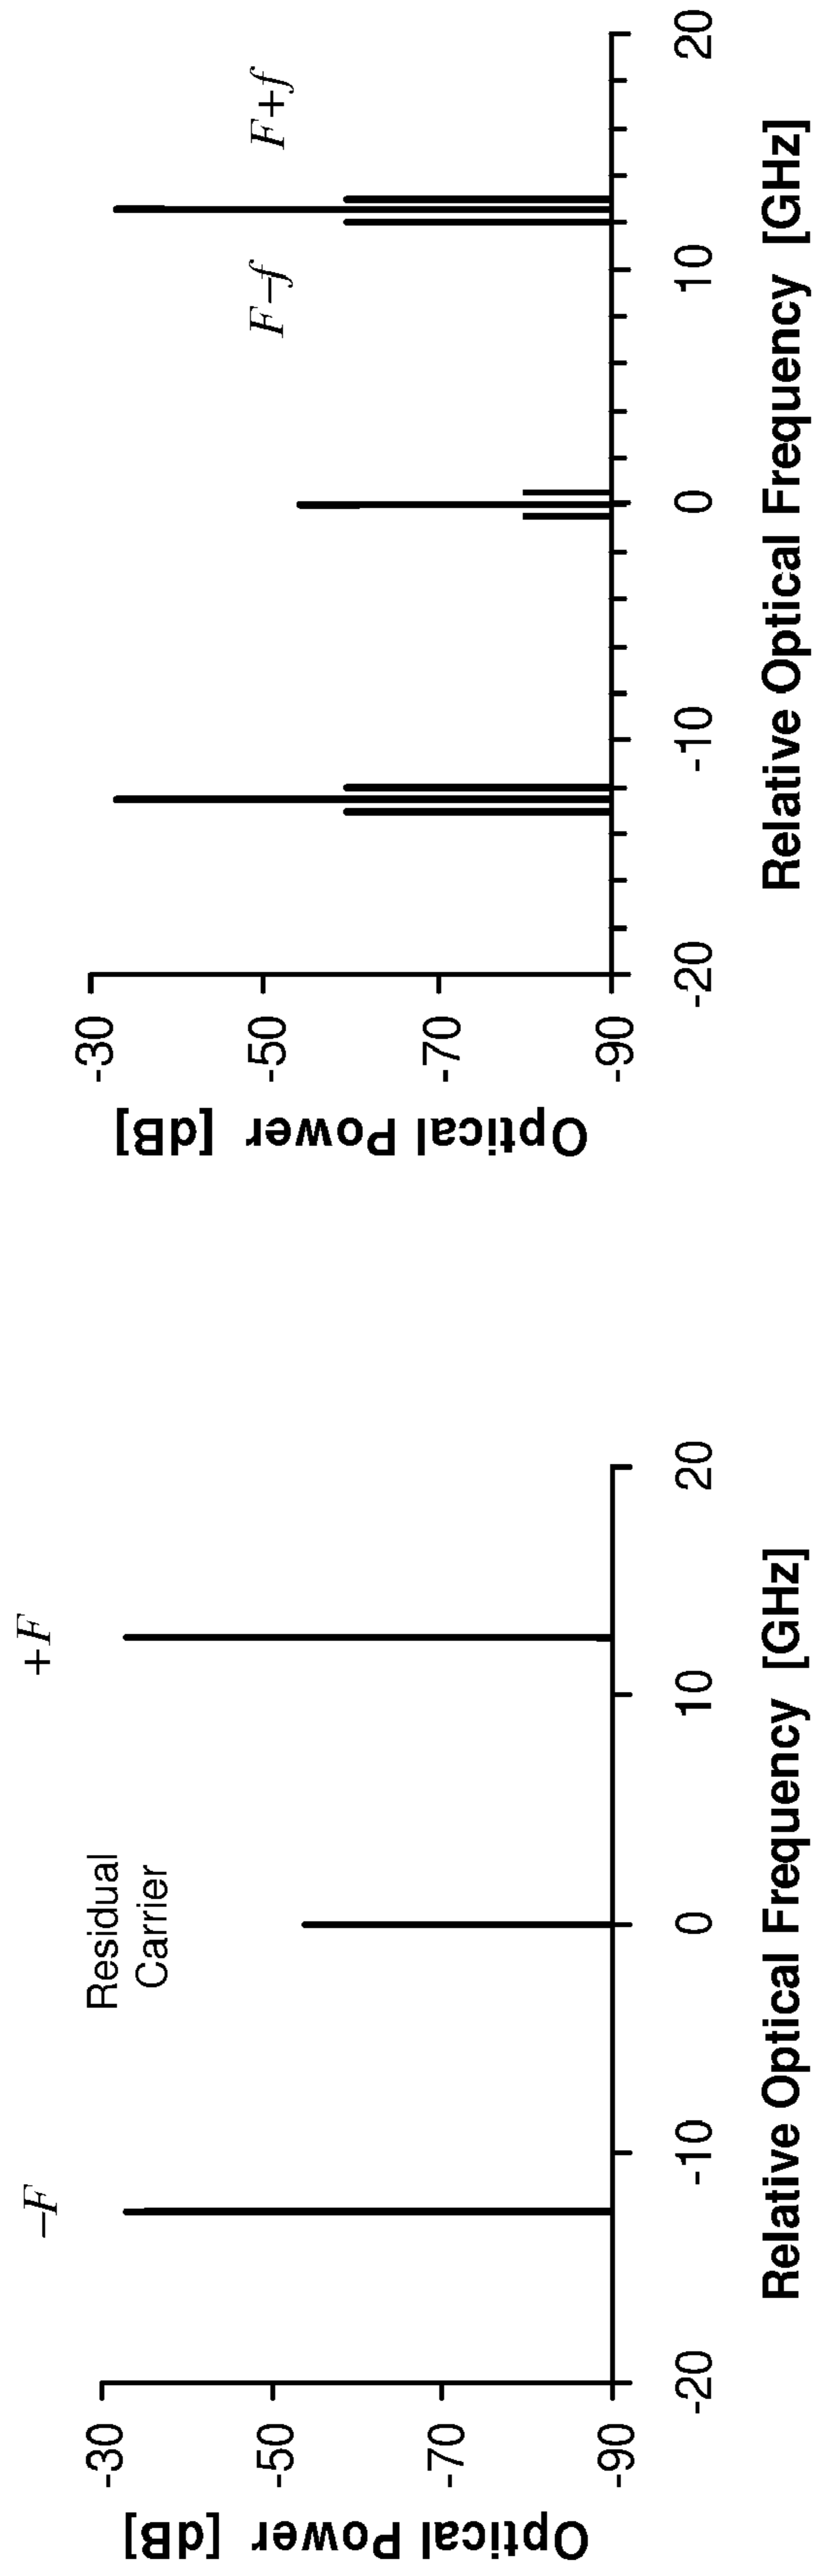 −F
+F
Residual
Carrier
Optical Power [dB]
-30
-50
-70
-90
-20
-10
0
10
20
Relative Optical Frequency [GHz]
F−f
F+f
Optical Power [dB]
-30
-50
-70
-90
-20
-10
0
10
20
Relative Optical Frequency [GHz]